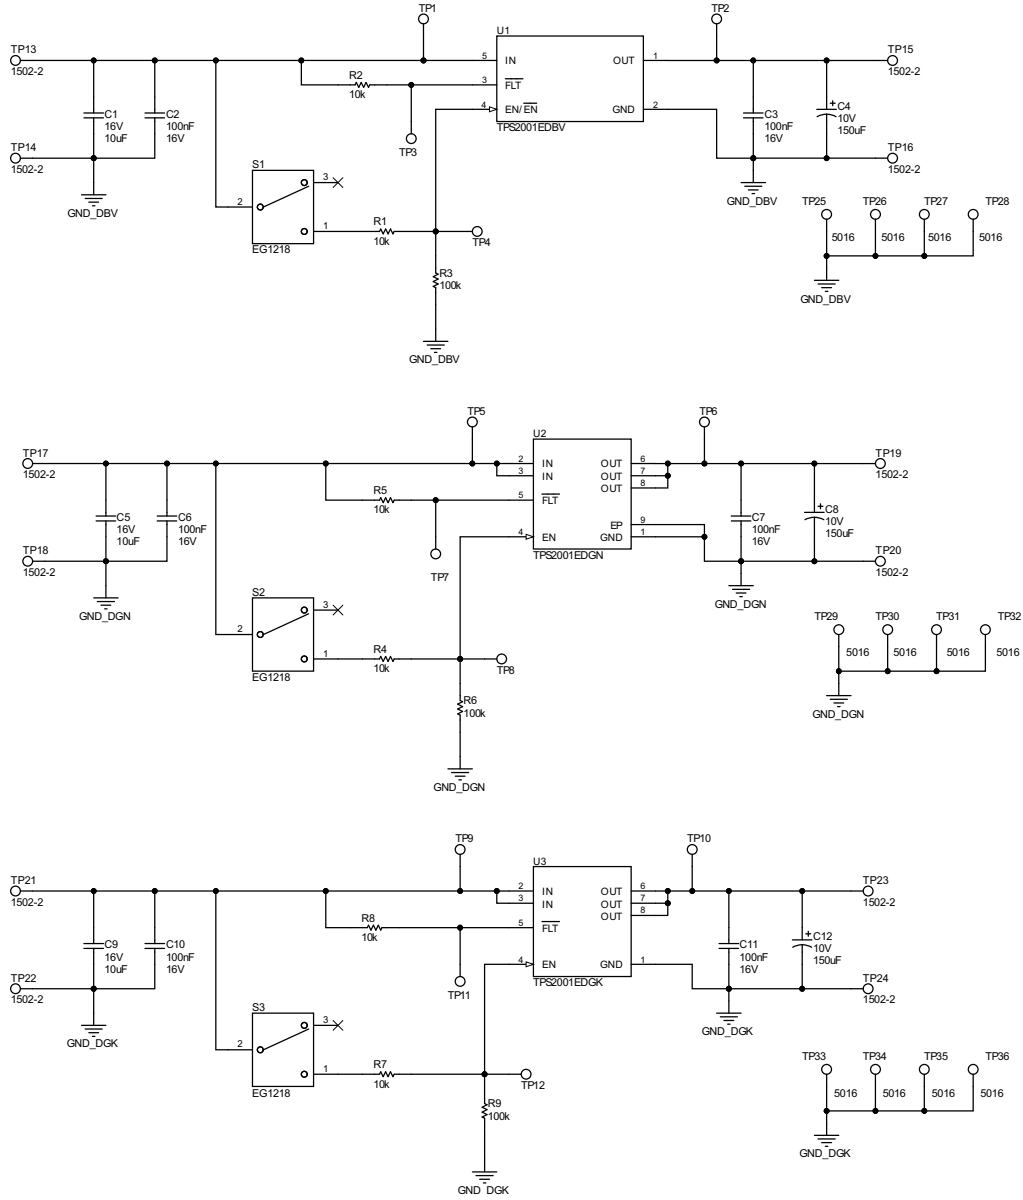 TP1
TP2
U1
TP13
TP15
5
IN
OUT
1
1502-2
1502-2
R2
3
FLT
10k
C1
16V
10uF
C2
100nF
16V
4
EN/EN
GND
2
C3
100nF
16V
+
C4
10V
150uF
TPS2001EDBV
TP14
TP3
TP16
1502-2
1502-2
S1
3
GND_DBV
2
GND_DBV
TP25
TP26
TP27
TP28
1
R1
10k
TP4
5016
5016
5016
5016
EG1218
R3
100k
GND_DBV
GND_DBV
TP5
TP6
U2
TP17
TP19
2
IN
OUT
6
3
IN
OUT
7
OUT
8
1502-2
1502-2
R5
5
FLT
10k
C5
16V
10uF
C6
100nF
16V
EP
9
4
EN
GND
1
C7
100nF
16V
+
C8
10V
150uF
TPS2001EDGN
TP18
TP7
TP20
1502-2
1502-2
S2
3
GND_DGN
GND_DGN
2
TP29
TP30
TP31
TP32
1
R4
10k
TP8
5016
5016
5016
5016
EG1218
R6
100k
GND_DGN
GND_DGN
TP9
TP10
U3
TP21
TP23
2
IN
OUT
6
3
IN
OUT
7
OUT
8
1502-2
1502-2
R8
5
FLT
10k
C9
16V
10uF
C10
100nF
16V
4
EN
GND
1
C11
100nF
16V
+
C12
10V
150uF
TPS2001EDGK
TP22
TP11
TP24
1502-2
1502-2
S3
3
GND_DGK
GND_DGK
2
TP33
TP34
TP35
TP36
1
R7
10k
TP12
5016
5016
5016
5016
EG1218
R9
100k
GND_DGK
GND_DGK